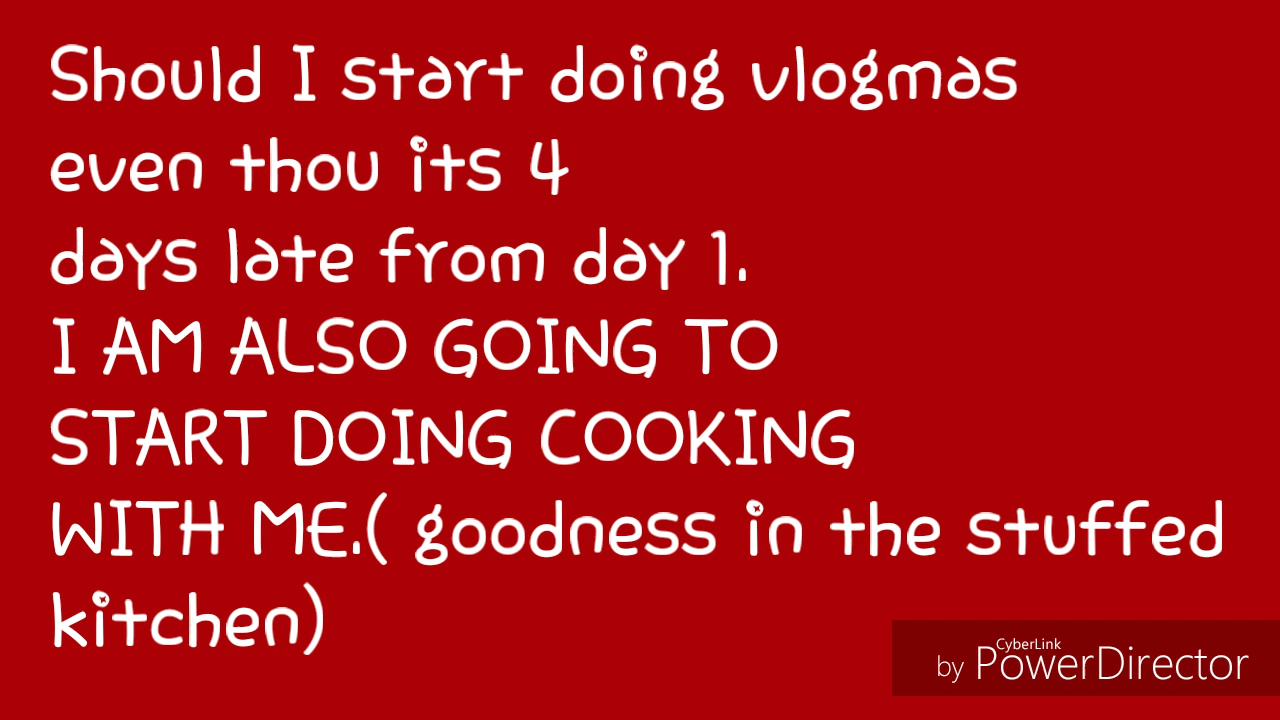 Should I start doing vlogmas
even thou its 4
days late from day 1.
I AM ALSO GOING TO
START DOING COOKING
WITH ME.( goodness in the stuffed
kitchen)
CyberLink
by PowerDirector